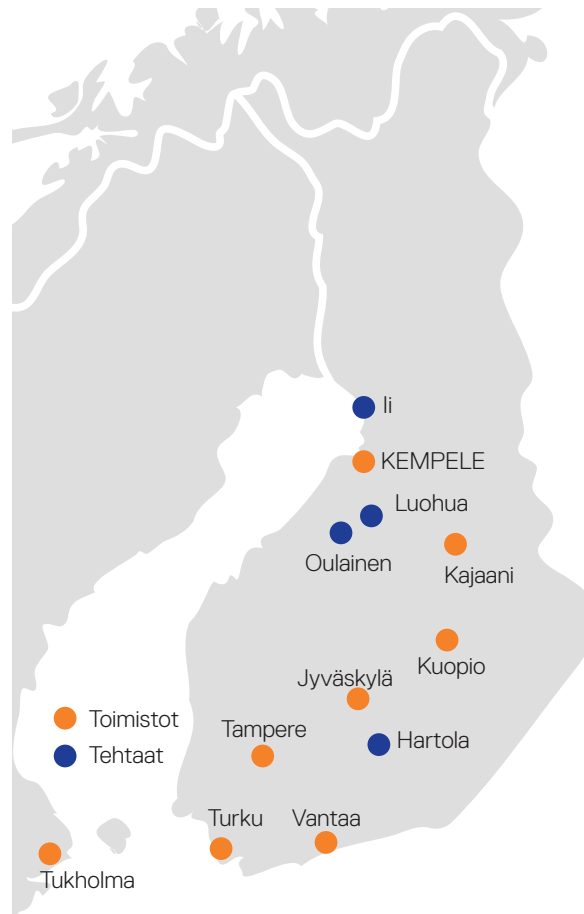 Ii
KEMPELE
Luohua
Oulainen
Kajaani
Kuopio
Jyväskylä
Toimistot
Tampere
Hartola
Tehtaat
Turku
Vantaa
Tukholma